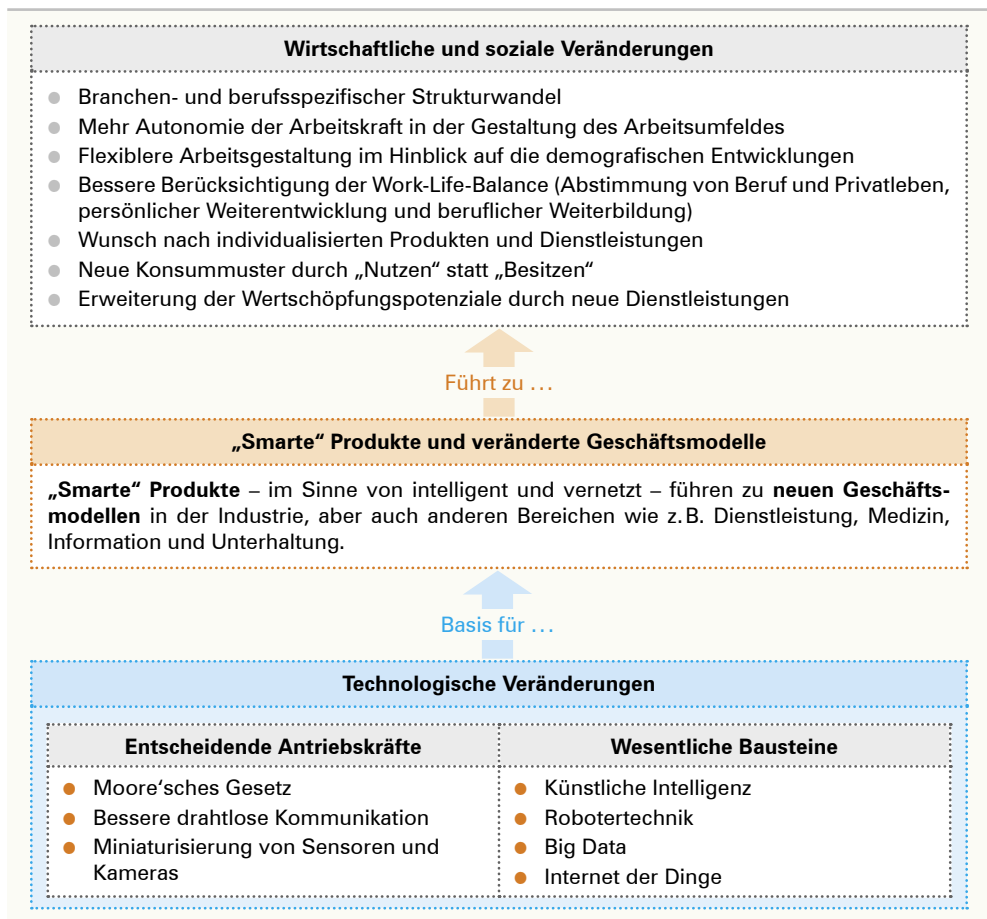 Wirtschaftliche und soziale Veränderungen
Branchen- und berufsspezifischer Strukturwandel
Mehr Autonomie der Arbeitskraft in der Gestaltung des Arbeitsumfeldes
Flexiblere Arbeitsgestaltung im Hinblick auf die demografischen Entwicklungen
Bessere Berücksichtigung der Work-Life-Balance (Abstimmung von Beruf und Privatleben,
persönlicher Weiterentwicklung und beruflicher Weiterbildung)
Wunsch nach individualisierten Produkten und Dienstleistungen
Neue Konsummuster durch „Nutzen“ statt „Besitzen“
Erweiterung der Wertschöpfungspotenziale durch neue Dienstleistungen
Führt zu ...
„Smarte“ Produkte und veränderte Geschäftsmodelle
„Smarte“ Produkte – im Sinne von intelligent und vernetzt – führen zu neuen Geschäfts-
modellen in der Industrie, aber auch anderen Bereichen wie z. B. Dienstleistung, Medizin,
Information und Unterhaltung.
Basis für ...
Technologische Veränderungen
Entscheidende Antriebskräfte
Moore‘sches Gesetz
Bessere drahtlose Kommunikation
Miniaturisierung von Sensoren und
Kameras
Wesentliche Bausteine
Künstliche Intelligenz
Robotertechnik
Big Data
Internet der Dinge